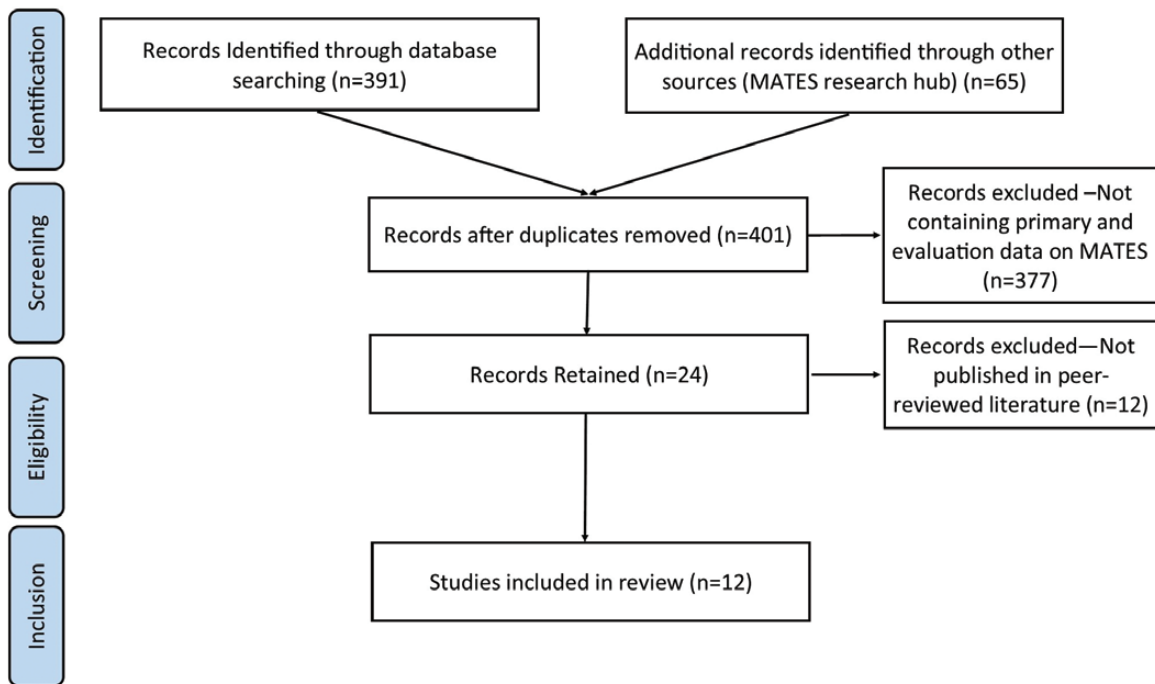 Identification
Records Identified through database
searching (n=391)
Additional records identified through other
sources (MATES research hub) (n=65)
Screening
Records after duplicates removed (n=401)
Records excluded –Not
containing primary and
evaluation data on MATES
(n=377)
Eligibility
Records Retained (n=24)
Records excluded—Not
published in peer-
reviewed literature (n=12)
Inclusion
Studies included in review (n=12)